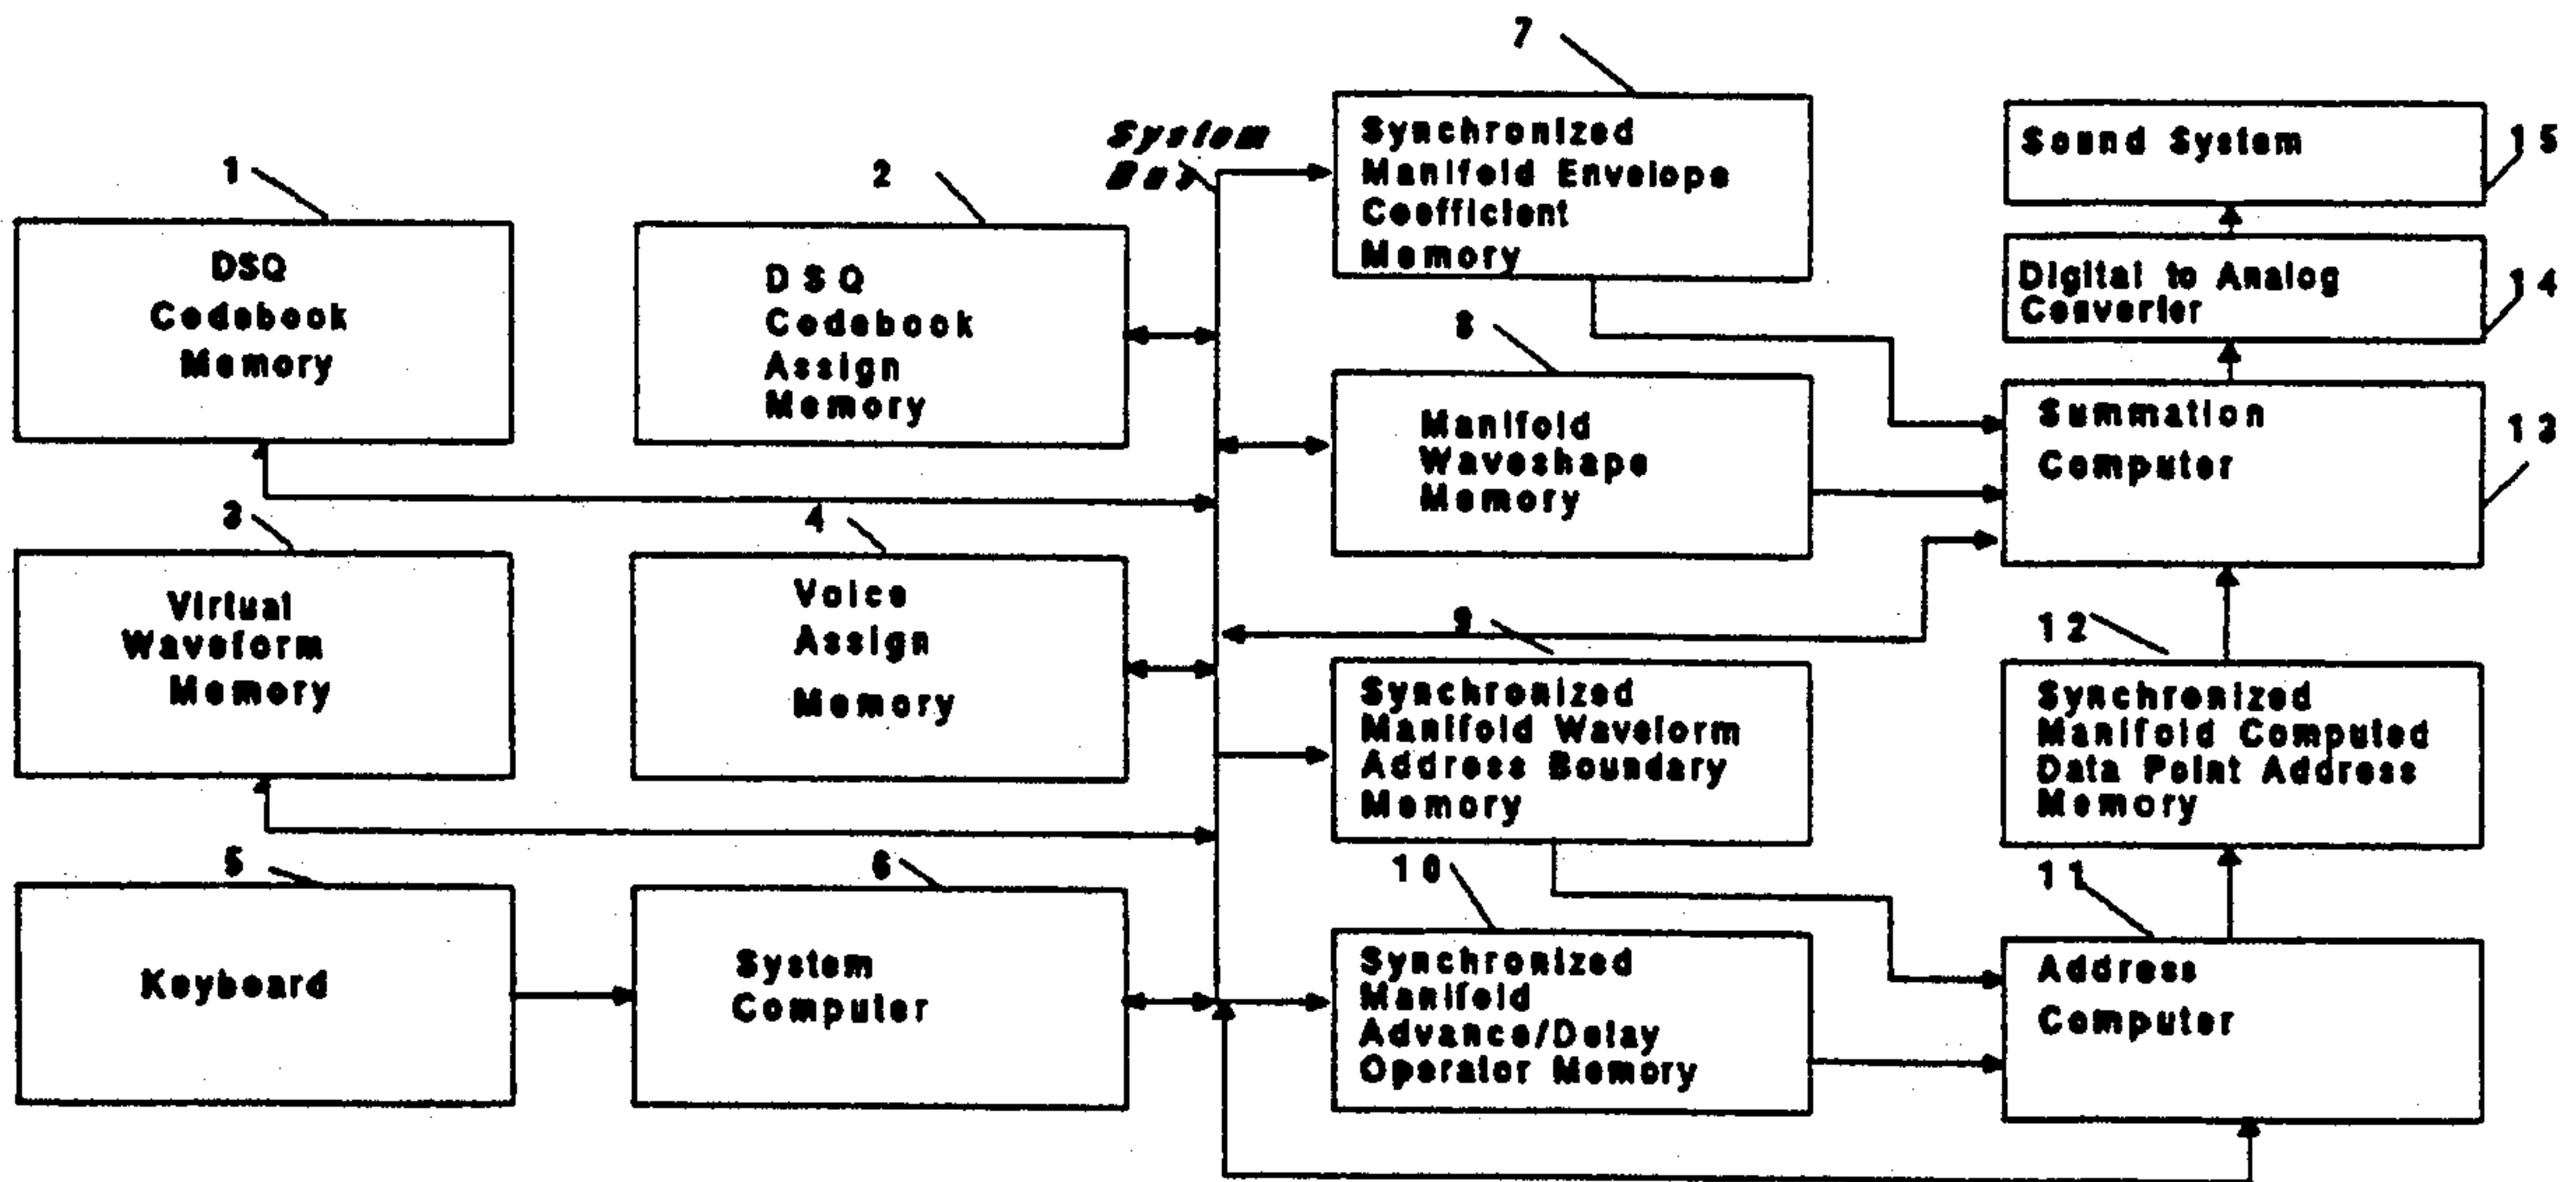 1
DSQ
Codebook
Memory
2
DSQ
Codebook
Assign
Memory
3
Virtual
Waveform
Memory
4
Voice
Assign
Memory
5
Keyboard
6
System
Computer
System
Bus
7
Synchronized
Manifold Envelope
Coefficient
Memory
8
Manifold
Waveshape
Memory
9
Synchronized
Manifold Waveform
Address Boundary
Memory
10
Synchronized
Manifold
Advance/Delay
Operator Memory
11
Address
Computer
12
Synchronized
Manifold Computed
Data Point Address
Memory
13
Summation
Computer
14
Digital to Analog
Converter
15
Sound System